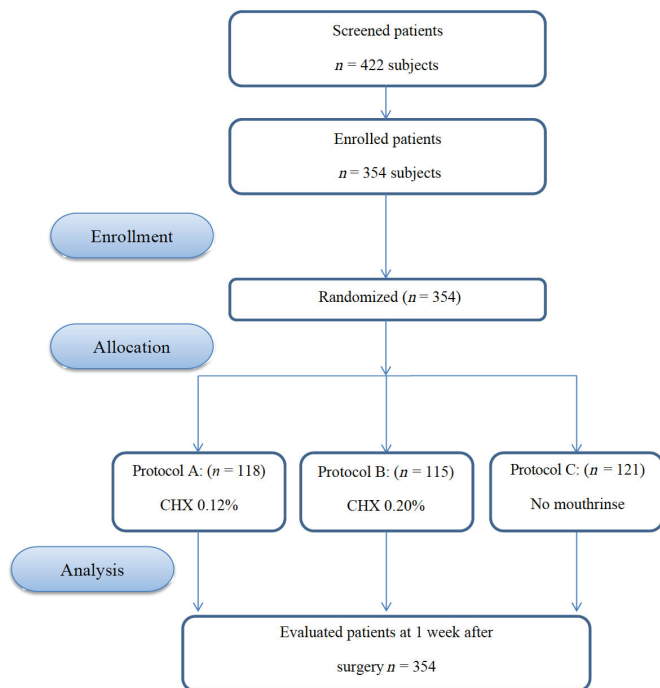 Screened patients
n = 422 subjects
Enrolled patients
n = 354 subjects
Enrollment
Randomized (n = 354)
Allocation
Protocol A: (n = 118)
CHX 0.12%
Protocol B: (n = 115)
CHX 0.20%
Protocol C: (n = 121)
No mouthrinse
Analysis
Evaluated patients at 1 week after
surgery n = 354